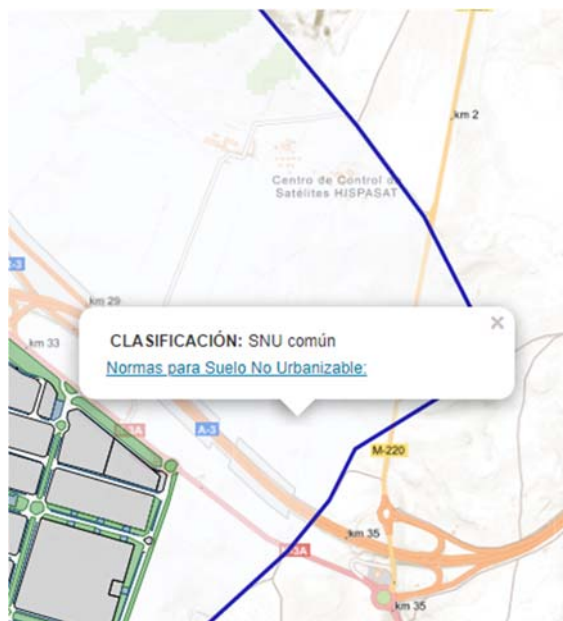 km 2
Centro de Control de
Satélites HISPASAT
R-3
km 29
km 33
CLASIFICACIÓN: SNU común
Normas para Suelo No Urbanizable:
×
A-3
M-220
km 35
km 35